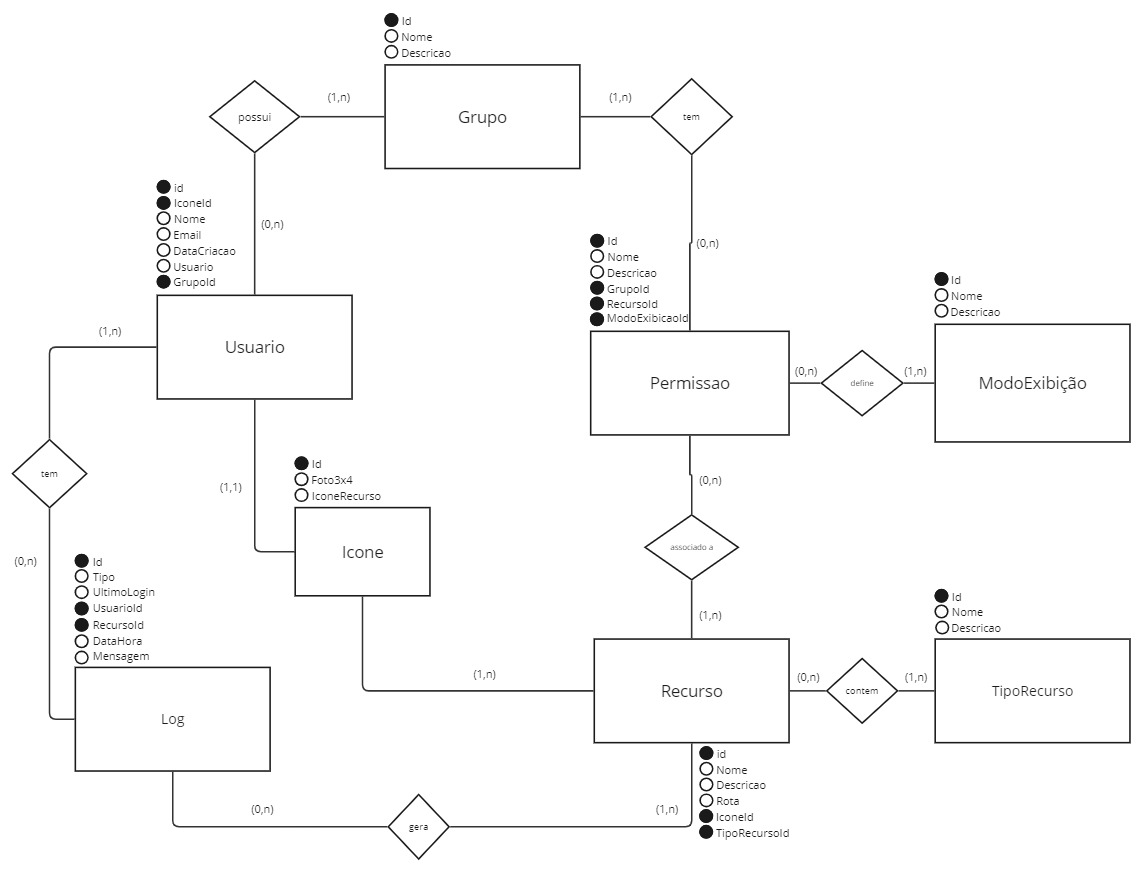 Id
Nome
Descricao
possui
(1,n)
Grupo
(1,n)
tem
id
IconeId
Nome
Email
DataCriacao
Usuario
GrupoId
(0,n)
Id
Nome
Descricao
GrupoId
RecursoId
ModoExibicaoId
(0,n)
Id
Nome
Descricao
(1,n)
Usuario
Permissao
(0,n)
define
(1,n)
ModoExibição
tem
(1,1)
Id
Foto3x4
IconeRecurso
Icone
(0,n)
associado a
(1,n)
(0,n)
Id
Tipo
UltimoLogin
UsuarioId
RecursoId
DataHora
Mensagem
Log
(1,n)
Recurso
(0,n)
contem
(1,n)
Id
Nome
Descricao
TipoRecurso
(0,n)
gera
(1,n)
id
Nome
Descricao
Rota
IconeId
TipoRecursoId